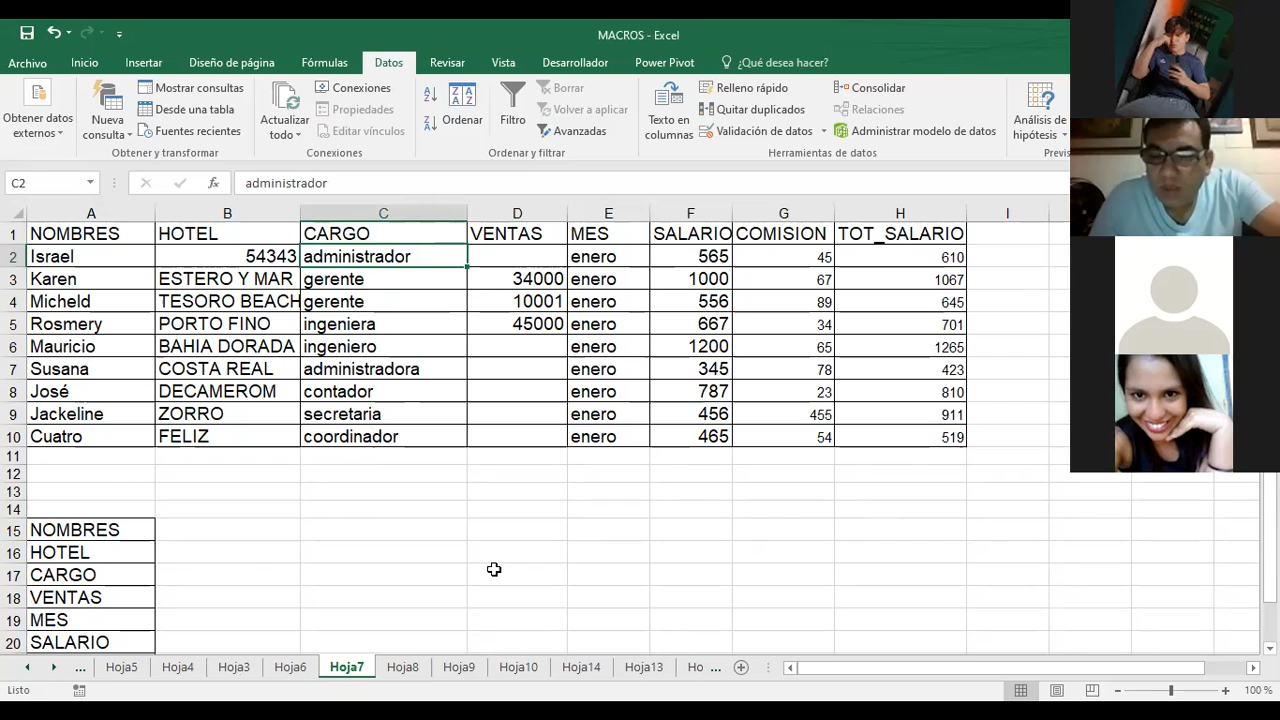 MACROS - Excel
Archivo Inicio Insertar Diseño de página Fórmulas Datos Revisar Vista Desarrollador Power Pivot ¿Qué desea hacer?
Obtener datos externos
Nueva consulta
Mostrar consultas
Desde una tabla
Fuentes recientes
Obtener y transformar
Actualizar todo
Conexiones
Propiedades
Editar vínculos
Conexiones
Ordenar
Filtro
Borrar
Volver a aplicar
Avanzadas
Ordenar y filtrar
Texto en columnas
Relleno rápido
Quitar duplicados
Validación de datos
Consolidar
Relaciones
Administrar modelo de datos
Herramientas de datos
Análisis de hipótesis
Previs
C2 fx administrador
A B C D E F G H I
1 NOMBRES HOTEL CARGO VENTAS MES SALARIO COMISION TOT_SALARIO
2 Israel 54343 administrador enero 565 45 610
3 Karen ESTERO Y MAR gerente 34000 enero 1000 67 1067
4 Micheld TESORO BEACH gerente 10001 enero 556 89 645
5 Rosmery PORTO FINO ingeniera 45000 enero 667 34 701
6 Mauricio BAHIA DORADA ingeniero enero 1200 65 1265
7 Susana COSTA REAL administradora enero 345 78 423
8 José DECAMEROM contador enero 787 23 810
9 Jackeline ZORRO secretaria enero 456 455 911
10 Cuatro FELIZ coordinador enero 465 54 519
11
12
13
14
15 NOMBRES
16 HOTEL
17 CARGO
18 VENTAS
19 MES
20 SALARIO
... Hoja5 Hoja4 Hoja3 Hoja6 Hoja7 Hoja8 Hoja9 Hoja10 Hoja14 Hoja13 Ho ...
Listo 100 %